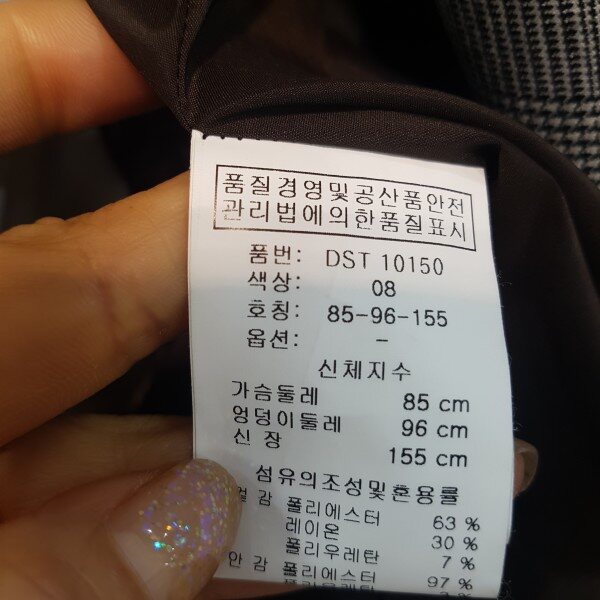 품질경영및공산품안전
관리법에의한품질표시
품번: DST 10150
색상: 08
호칭: 85-96-155
옵션: -
신체지수
가슴둘레 85 cm
엉덩이둘레 96 cm
신 장 155 cm
섬유의조성및혼용률
겉 감 폴리에스터 63 %
레이온 30 %
폴리우레탄 7 %
안 감 폴리에스터 97 %